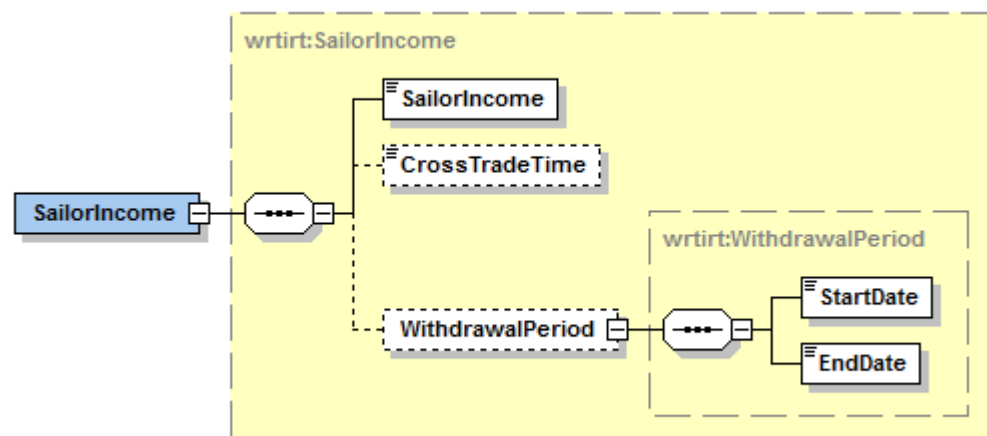 wrtirt:SailorIncome
SailorIncome
CrossTradeTime
SailorIncome
wrtirt:WithdrawalPeriod
StartDate
WithdrawalPeriod
EndDate